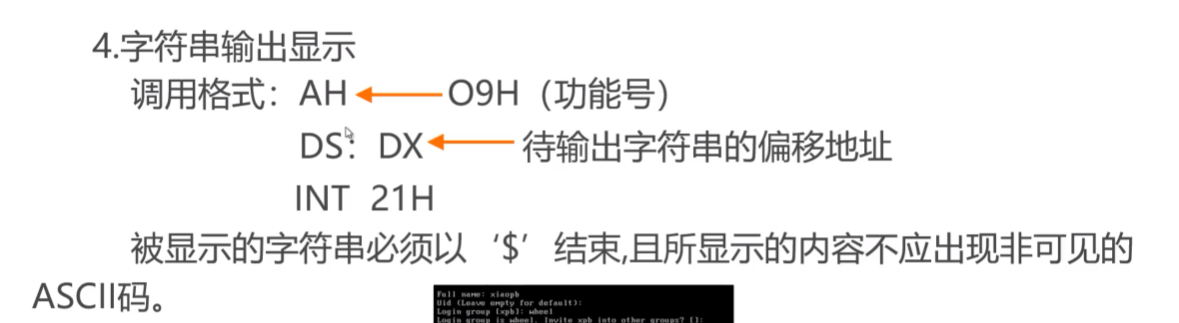 4.字符串输出显示
调用格式：AH ← O9H（功能号）
DS：DX ← 待输出字符串的偏移地址
INT 21H
被显示的字符串必须以‘$’结束,且所显示的内容不应出现非可见的
ASCII码。
Full name: xiaopb
Uid (Leave empty for default):
Login group [xpb]: wheel
Login group is wheel. Invite xpb into other groups? []: